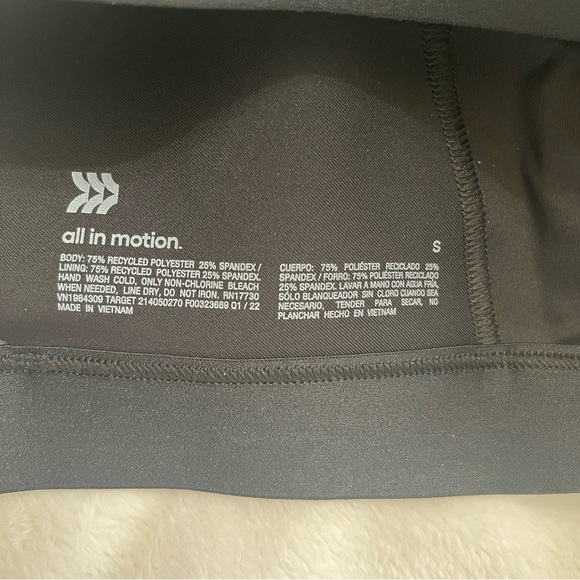 all in motion.
S
BODY: 75% RECYCLED POLYESTER 25% SPANDEX /
LINING: 75% RECYCLED POLYESTER 25% SPANDEX.
HAND WASH COLD, ONLY NON-CHLORINE BLEACH
WHEN NEEDED, LINE DRY, DO NOT IRON. RN17730
VN1984309 TARGET 214050270 F00323689 Q1 / 22
MADE IN VIETNAM
CUERPO: 75% POLIÉSTER RECICLADO 25%
SPANDEX / FORRO: 75% POLIÉSTER RECICLADO
25% SPANDEX. LAVAR A MANO CON AGUA FRÍA,
SÓLO BLANQUEADOR SIN CLORO CUANDO SEA
NECESARIO. TENDER PARA SECAR, NO
PLANCHAR HECHO EN VIETNAM